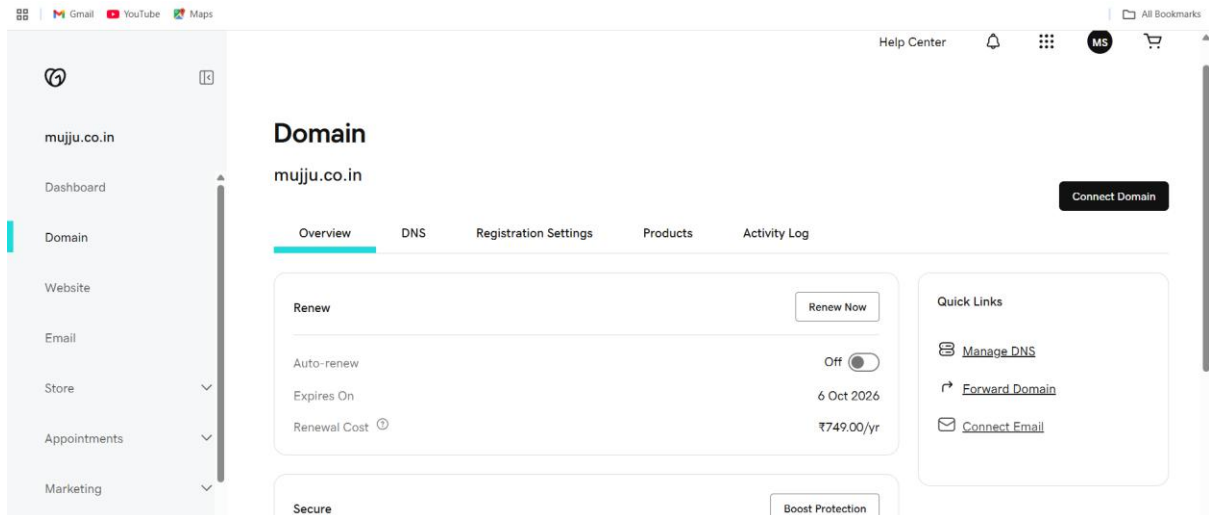 Gmail YouTube Maps All Bookmarks
Help Center MS
mujju.co.in
Dashboard
Domain
Website
Email
Store
Appointments
Marketing
Domain
mujju.co.in
Connect Domain
Overview DNS Registration Settings Products Activity Log
Renew Renew Now
Auto-renew Off
Expires On 6 Oct 2026
Renewal Cost ₹749.00/yr
Secure Boost Protection
Quick Links
Manage DNS
Forward Domain
Connect Email